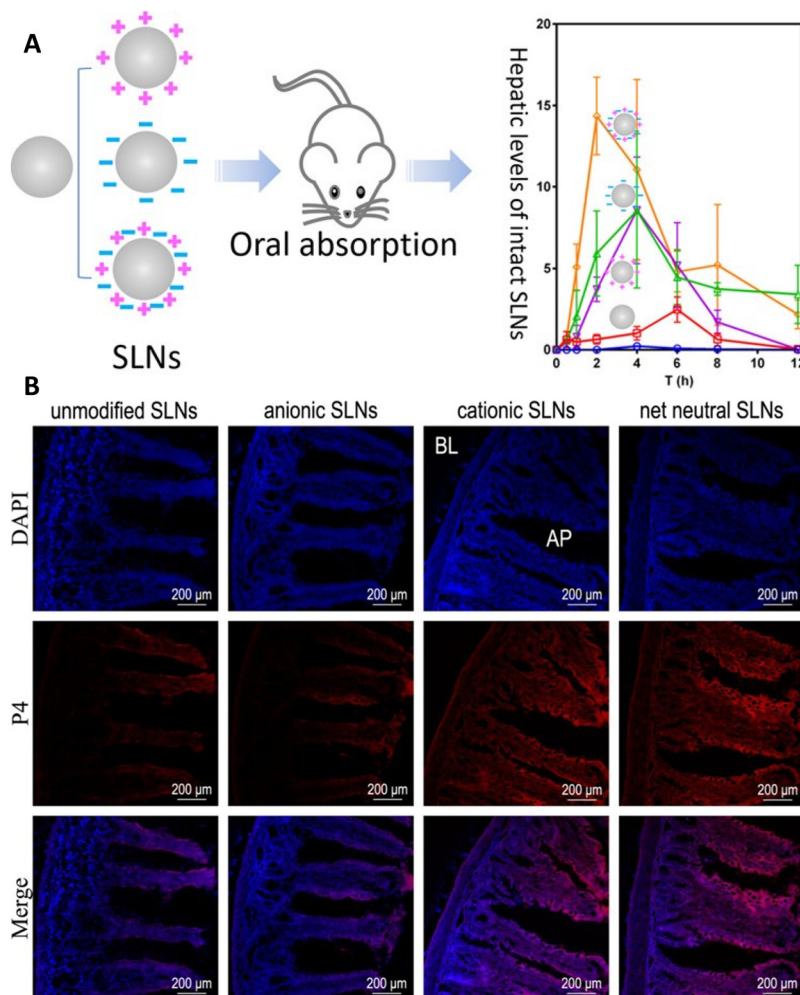 A
SLNs
Oral absorption
Hepatic levels of intact SLNs
20
15
10
5
0
0 2 4 6 8 10 12
T (h)
B
unmodified SLNs anionic SLNs cationic SLNs net neutral SLNs
DAPI
BL
AP
200 µm 200 µm 200 µm 200 µm
P4
200 µm 200 µm 200 µm 200 µm
Merge
200 µm 200 µm 200 µm 200 µm